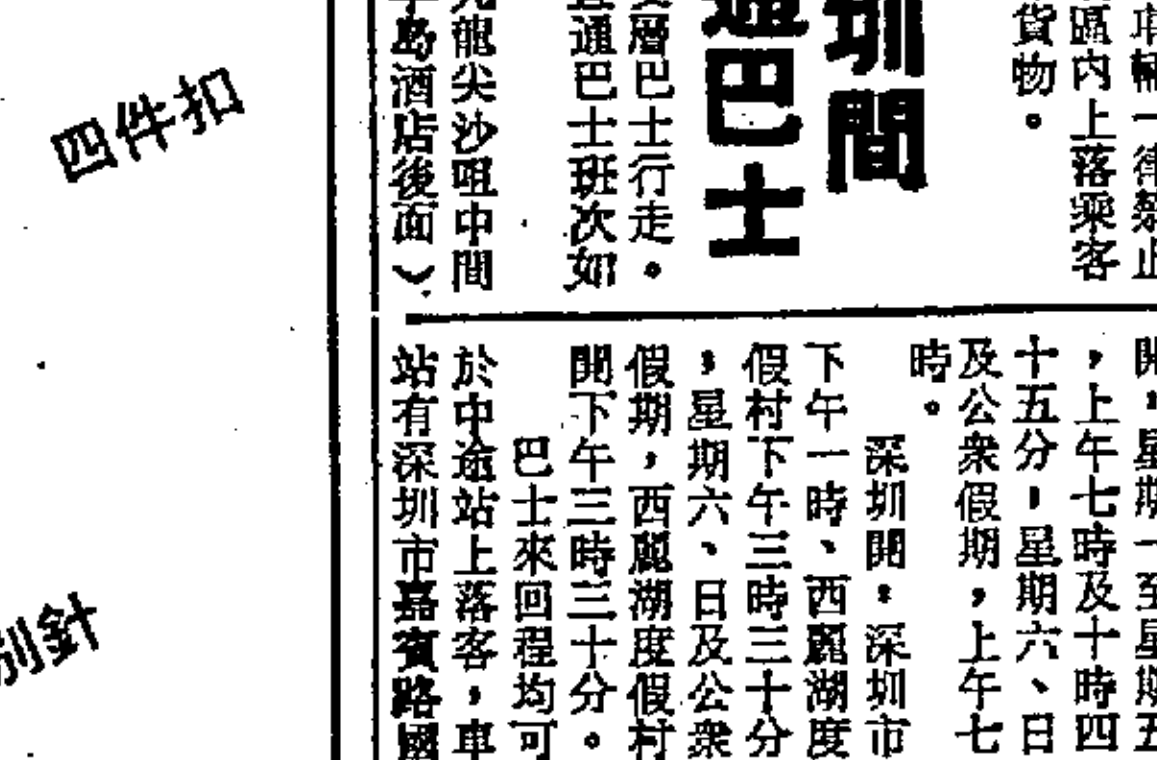 車輛一律禁止
區內上落乘客
貨物。
圳間
通巴士
層巴士行走。
直通巴士班次如
九龍尖沙咀中間
半島酒店後面)
開:星期一至星期五
,上午七時及十時四
十五分,星期六、日
及公衆假期,上午七
時。
深圳開:深圳市
下午一時、西麗湖度
假村下午三時三十分
;星期六、日及公衆
假期,西麗湖度假村
開下午三時三十分。
巴士來回程均可
於中途站上落客,車
站有深圳市嘉賓路國
四件扣
別針